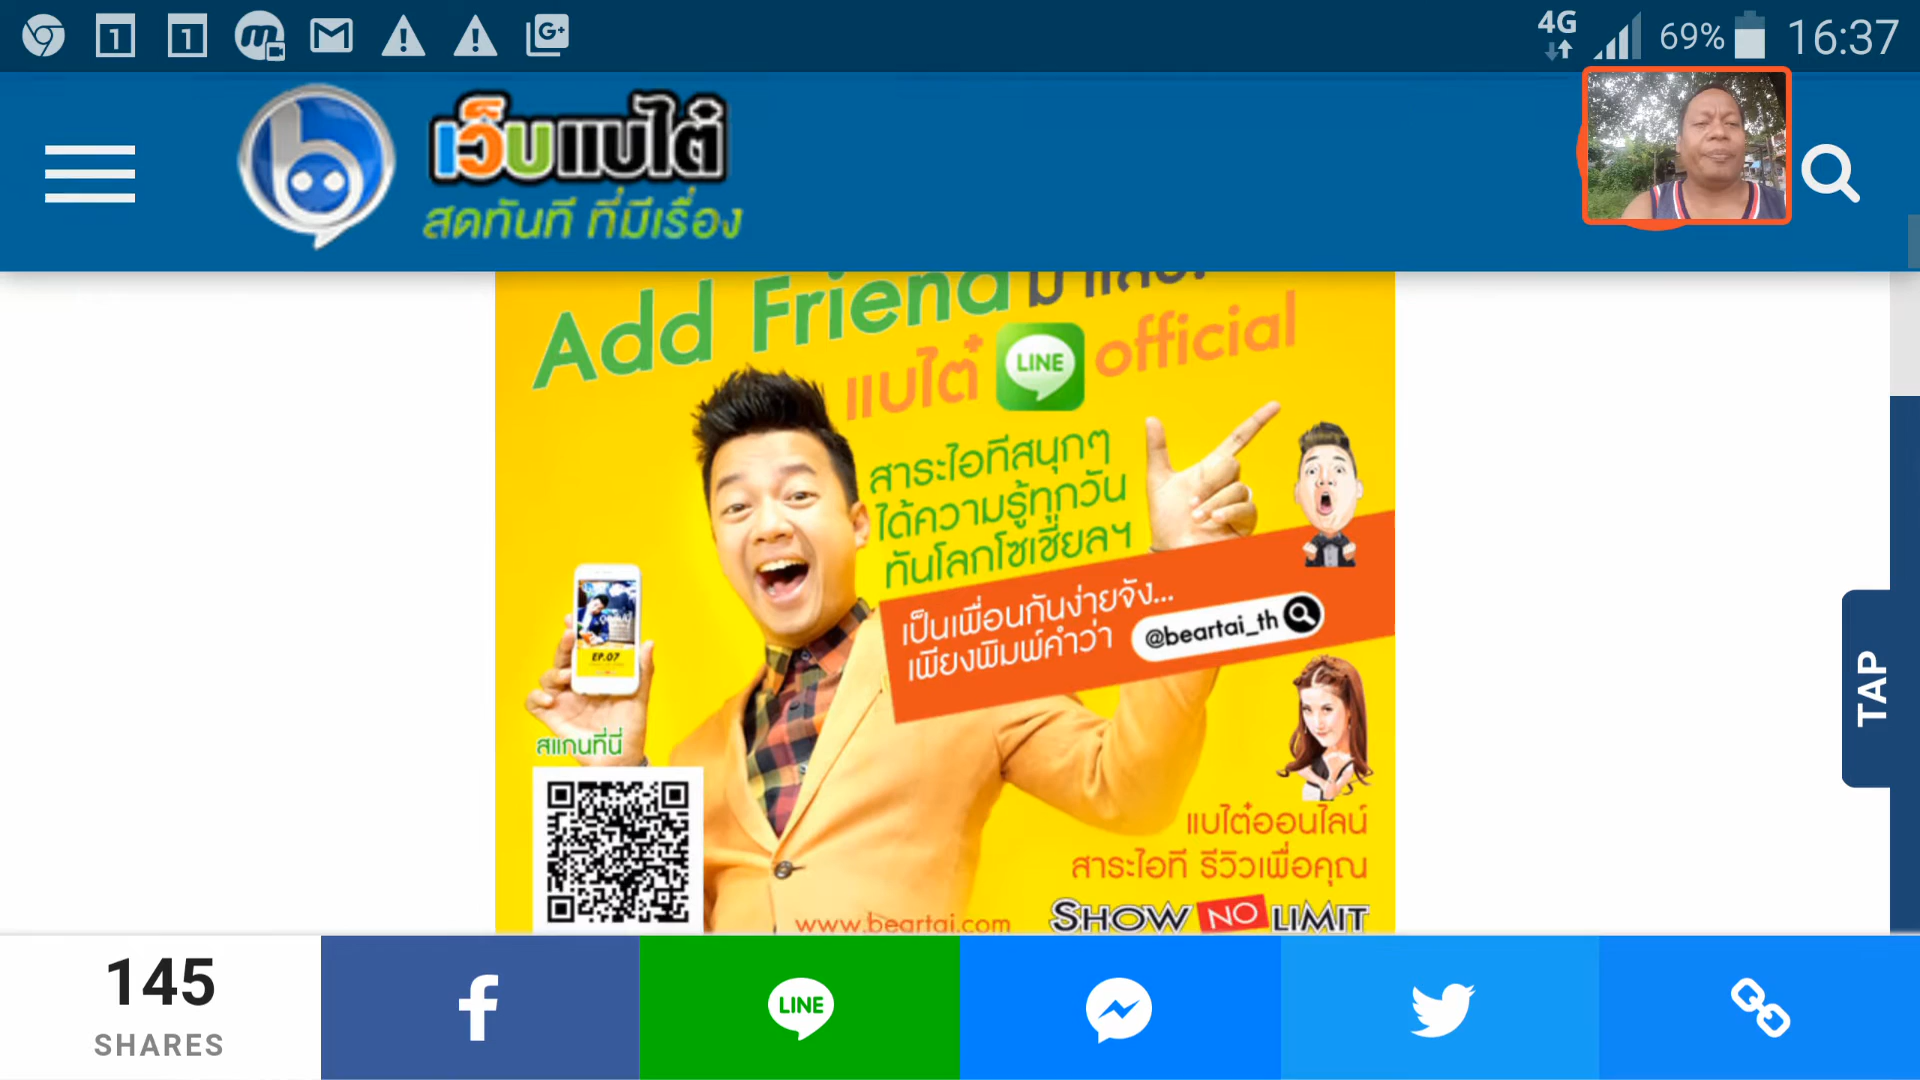 4G 69% 16:37
1 1 G+
เว็บแบไต๋
สดทันที ที่มีเรื่อง
Add Friend
แบไต๋ LINE official
สาระไอทีสนุกๆ
ได้ความรู้ทุกวัน
ทันโลกโซเชี่ยลฯ
เป็นเพื่อนกันง่ายจัง...
เพียงพิมพ์คำว่า @beartai_th
EP.07
สแกนที่นี่
แบไต๋ออนไลน์
สาระไอที รีวิวเพื่อคุณ
www.beartai.com
SHOW NO LIMIT
TAP
145
SHARES
LINE